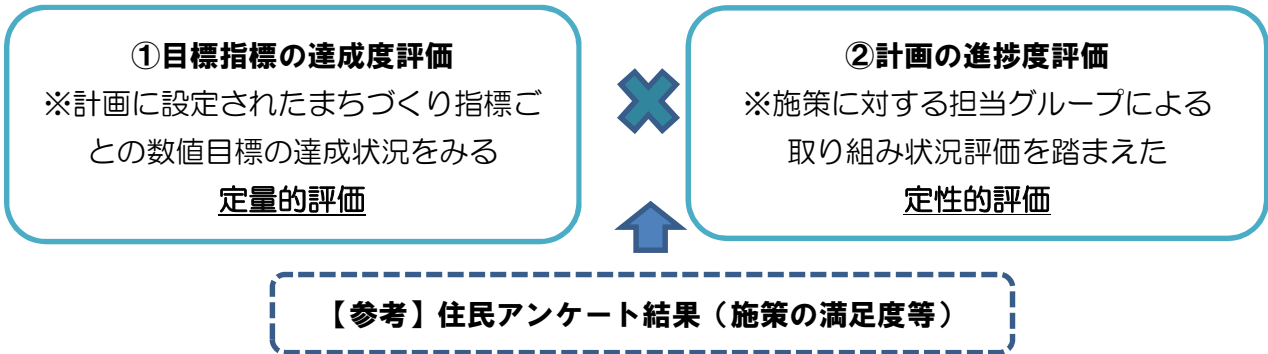 ①目標指標の達成度評価
※計画に設定されたまちづくり指標ご
との数値目標の達成状況をみる
定量的評価
②計画の進捗度評価
※施策に対する担当グループによる
取り組み状況評価を踏まえた
定性的評価
【参考】住民アンケート結果（施策の満足度等）